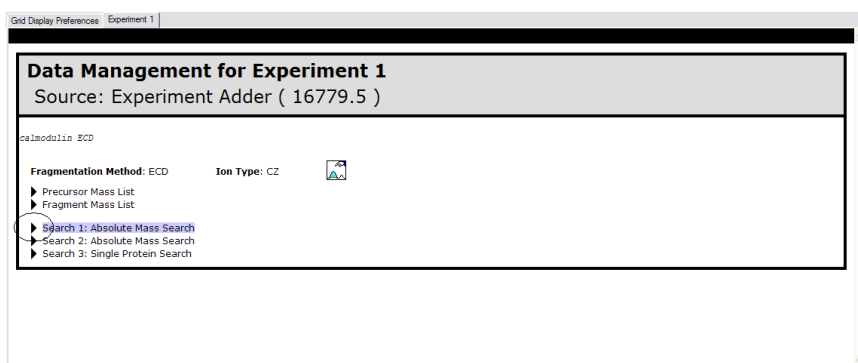 Grid Display Preferences Experiment 1
Data Management for Experiment 1
Source: Experiment Adder ( 16779.5 )
calmodulin ECD
Fragmentation Method: ECD Ion Type: CZ
Precursor Mass List
Fragment Mass List
Search 1: Absolute Mass Search
Search 2: Absolute Mass Search
Search 3: Single Protein Search